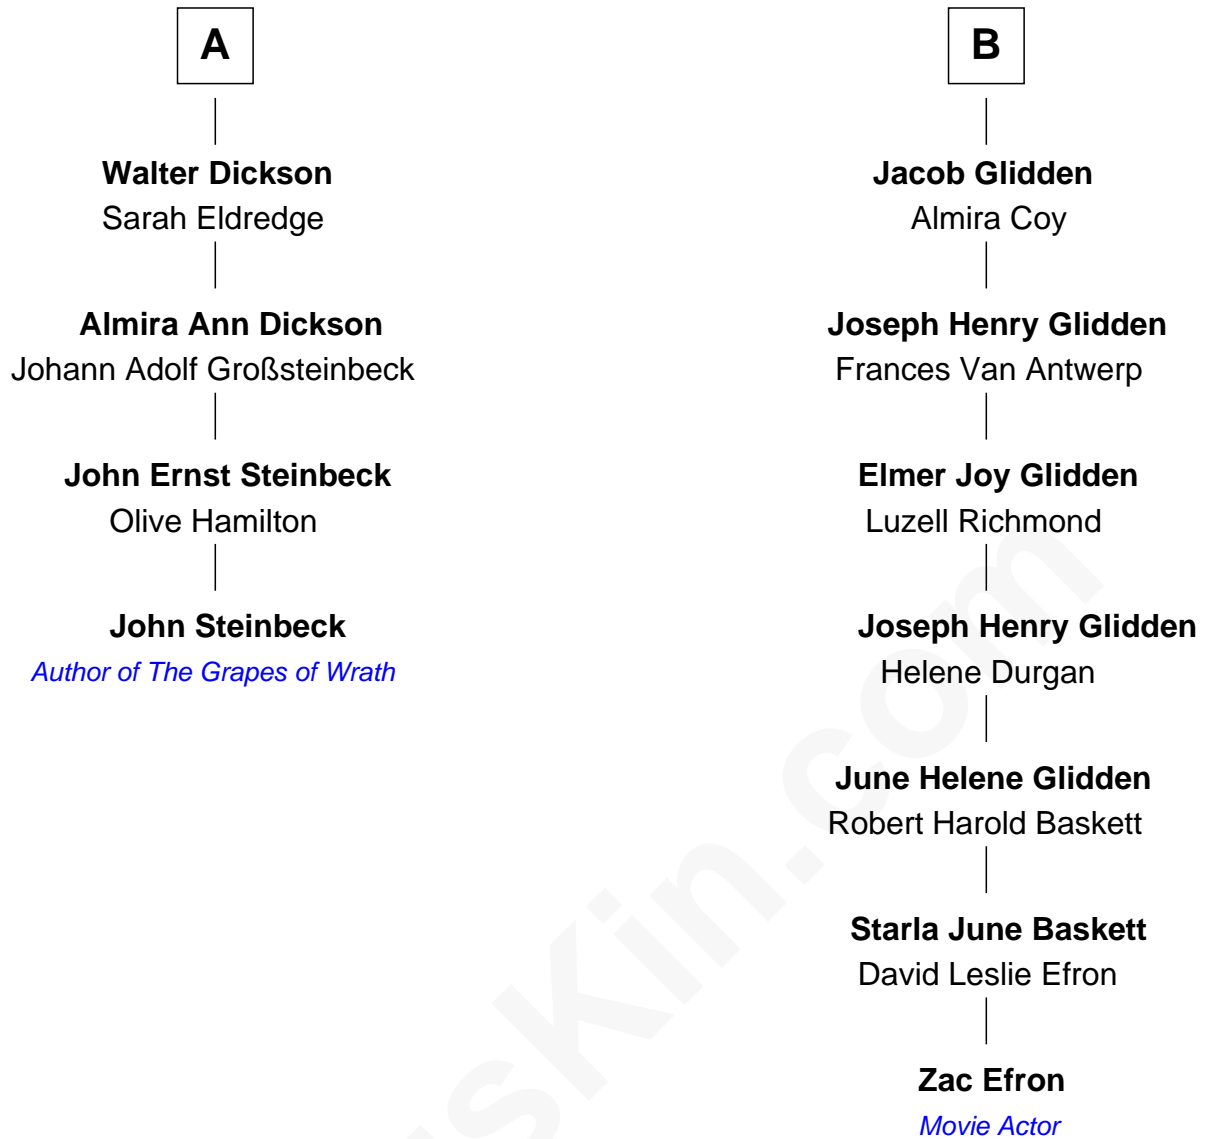 A
Walter Dickson
Sarah Eldredge
Almira Ann Dickson
Johann Adolf Großsteinbeck
John Ernst Steinbeck
Olive Hamilton
John Steinbeck
Author of The Grapes of Wrath
B
Jacob Glidden
Almira Coy
Joseph Henry Glidden
Frances Van Antwerp
Elmer Joy Glidden
Luzell Richmond
Joseph Henry Glidden
Helene Durgan
June Helene Glidden
Robert Harold Baskett
Starla June Baskett
David Leslie Efron
Zac Efron
Movie Actor
sKin.com